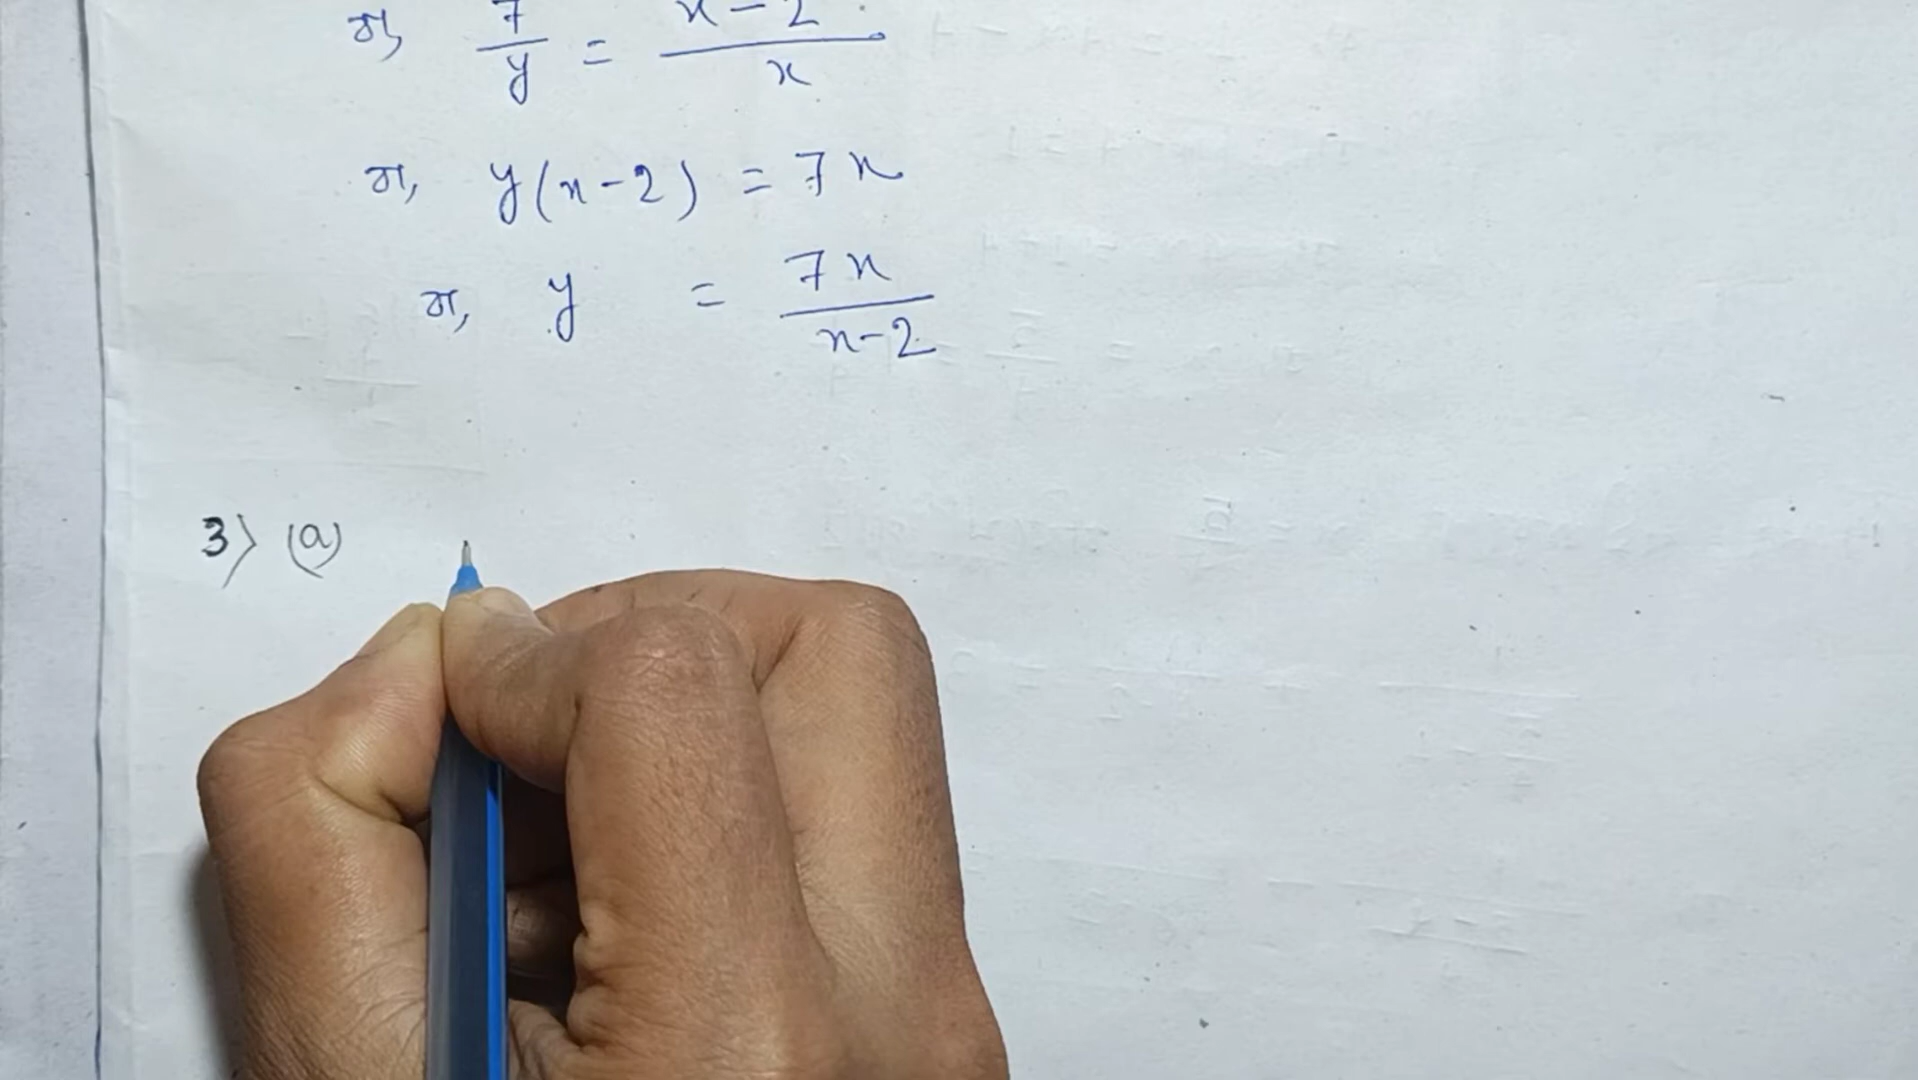 या, 7/y = x-2/x
या, y(x-2) = 7x
या, y = 7x/x-2
3) (a)